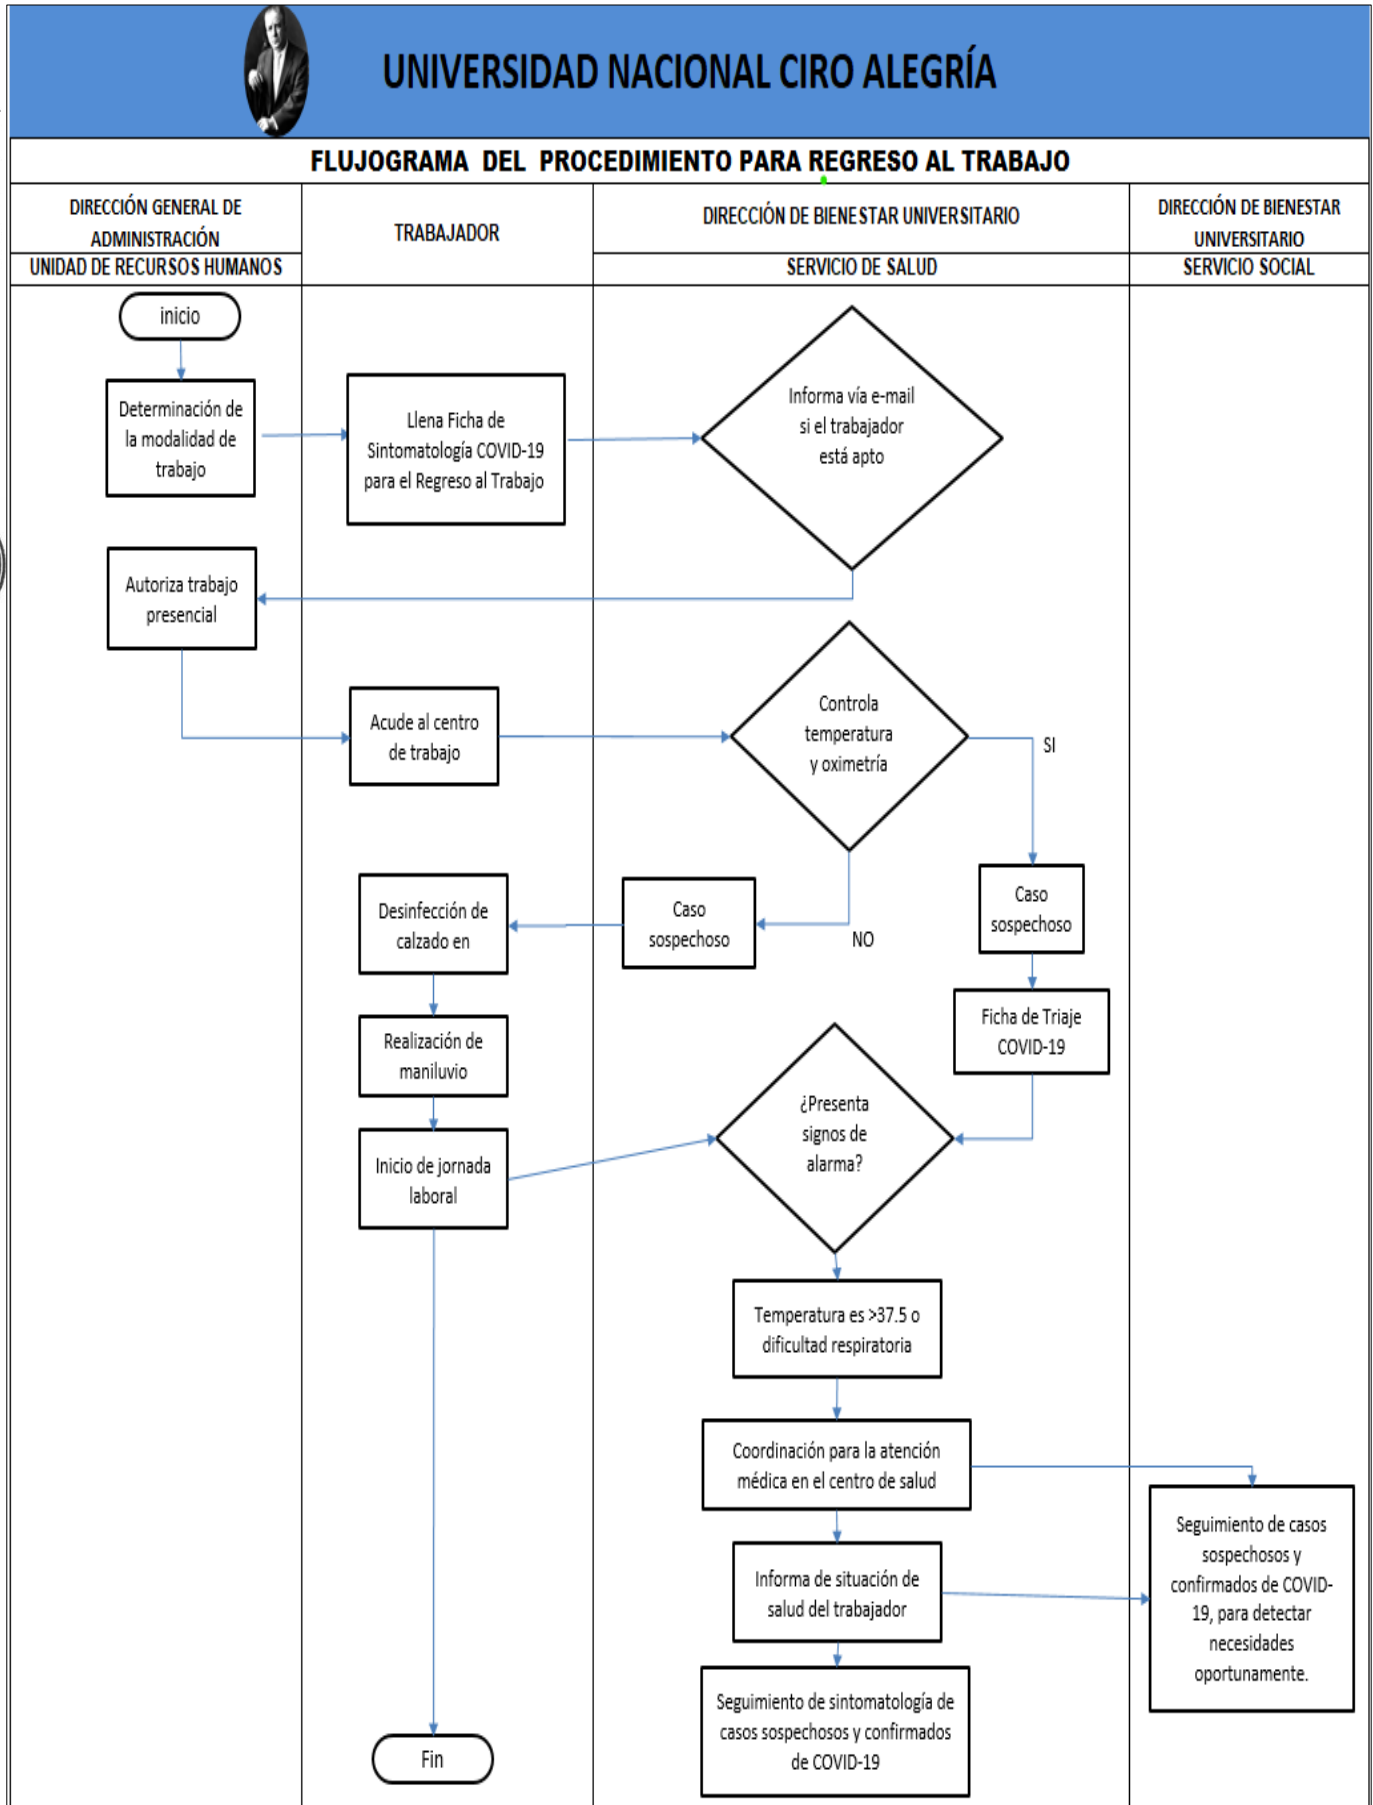 UNIVERSIDAD NACIONAL CIRO ALEGRÍA
FLUJOGRAMA DEL PROCEDIMIENTO PARA REGRESO AL TRABAJO
DIRECCIÓN GENERAL DE
ADMINISTRACIÓN
UNIDAD DE RECURSOS HUMANOS
TRABAJADOR
DIRECCIÓN DE BIENESTAR UNIVERSITARIO
SERVICIO DE SALUD
DIRECCIÓN DE BIENESTAR
UNIVERSITARIO
SERVICIO SOCIAL
inicio
Determinación de
la modalidad de
trabajo
Llena Ficha de
Sintomatología COVID-19
para el Regreso al Trabajo
Informa vía e-mail
si el trabajador
está apto
Autoriza trabajo
presencial
Acude al centro
de trabajo
Controla
temperatura
y oximetría
SI
NO
Caso
sospechoso
Caso
sospechoso
Desinfección de
calzado en
Ficha de Triaje
COVID-19
Realización de
maniluvio
Inicio de jornada
laboral
¿Presenta
signos de
alarma?
Temperatura es >37.5 o
dificultad respiratoria
Coordinación para la atención
médica en el centro de salud
Informa de situación de
salud del trabajador
Seguimiento de casos
sospechosos y
confirmados de COVID-
19, para detectar
necesidades
oportunamente.
Seguimiento de sintomatología de
casos sospechosos y confirmados
de COVID-19
Fin